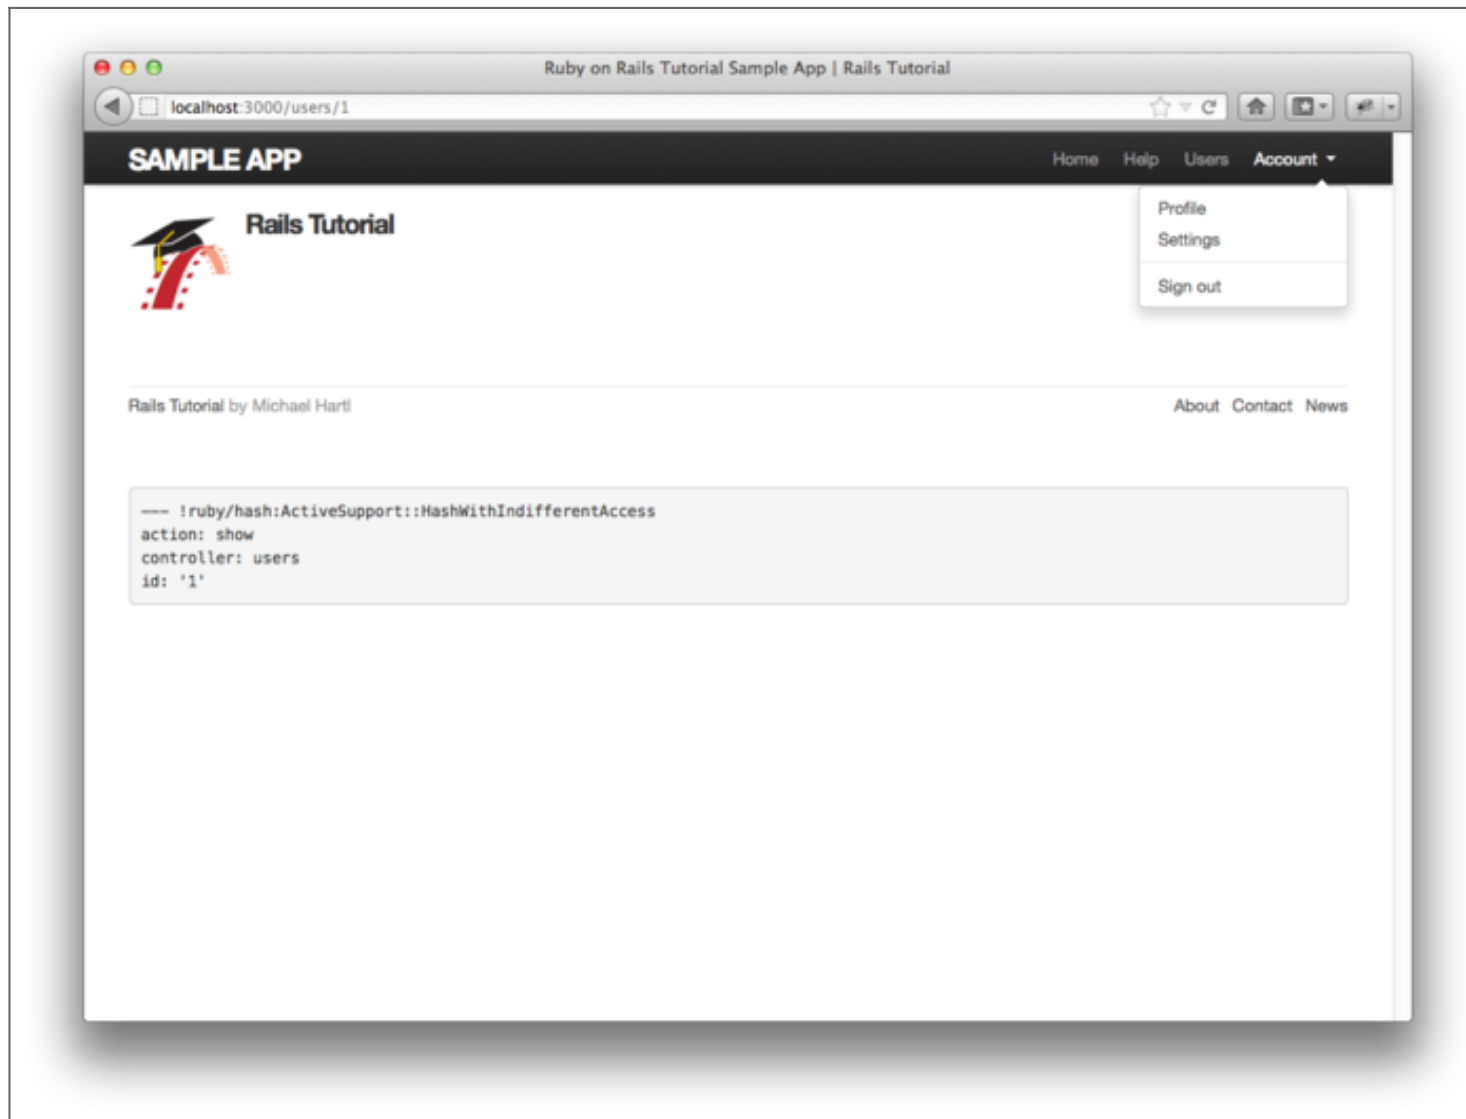 Ruby on Rails Tutorial Sample App | Rails Tutorial
localhost:3000/users/1
SAMPLE APP
Home Help Users Account
Profile
Settings
Sign out
Rails Tutorial
Rails Tutorial by Michael Hartl
About Contact News
--- !ruby/hash:ActiveSupport::HashWithIndifferentAccess
action: show
controller: users
id: '1'